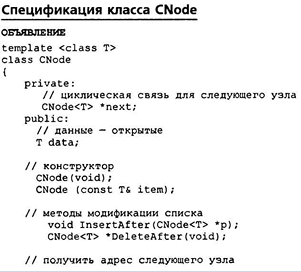 Спецификация класса CNode
ОБЪЯВЛЕНИЕ
template <class T>
class CNode
{
private:
// циклическая связь для следующего узла
CNode<T> *next;
public:
// данные — открытые
T data;
// конструктор
CNode(void);
CNode (const T& item);
// методы модификации списка
void InsertAfter(CNode<T> *p);
CNode<T> *DeleteAfter(void);
// получить адрес следующего узла